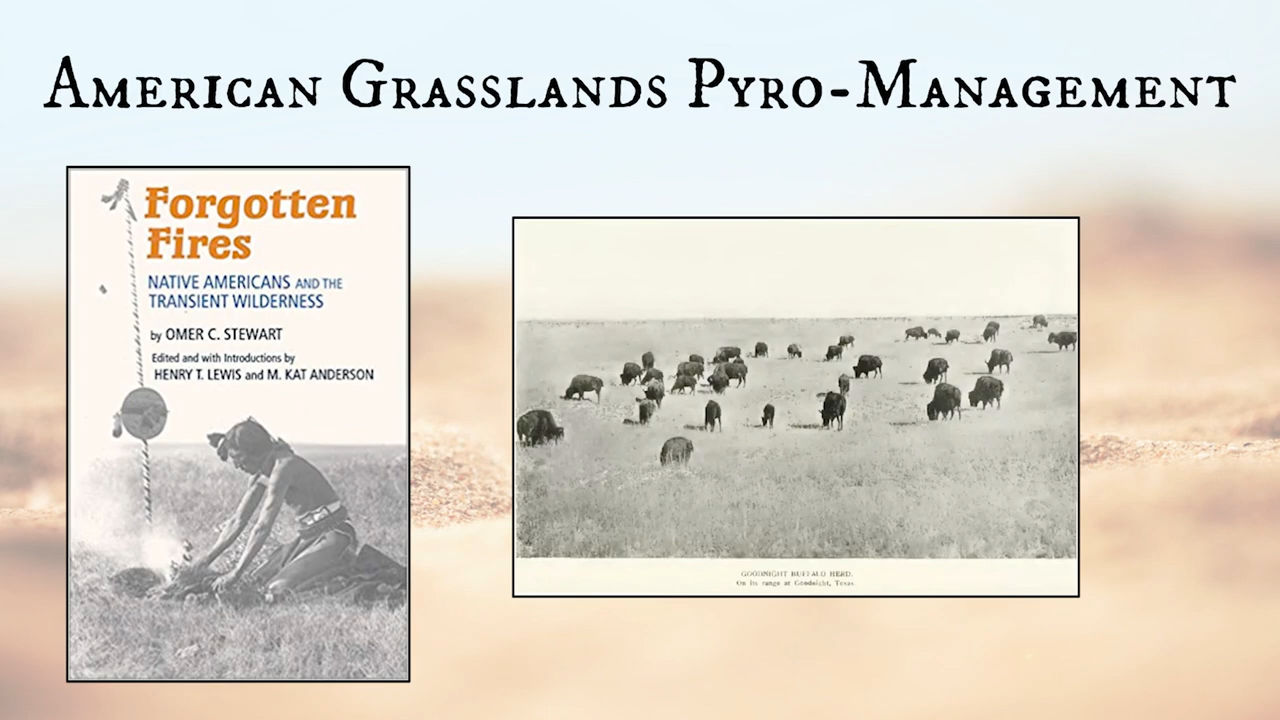 American Grasslands Pyro-Management
Forgotten
Fires
NATIVE AMERICANS AND THE
TRANSIENT WILDERNESS
by OMER C. STEWART
Edited and with Introductions by
HENRY T. LEWIS and M. KAT ANDERSON
GOODNIGHT BUFFALO HERD.
On its range at Goodnight, Texas.